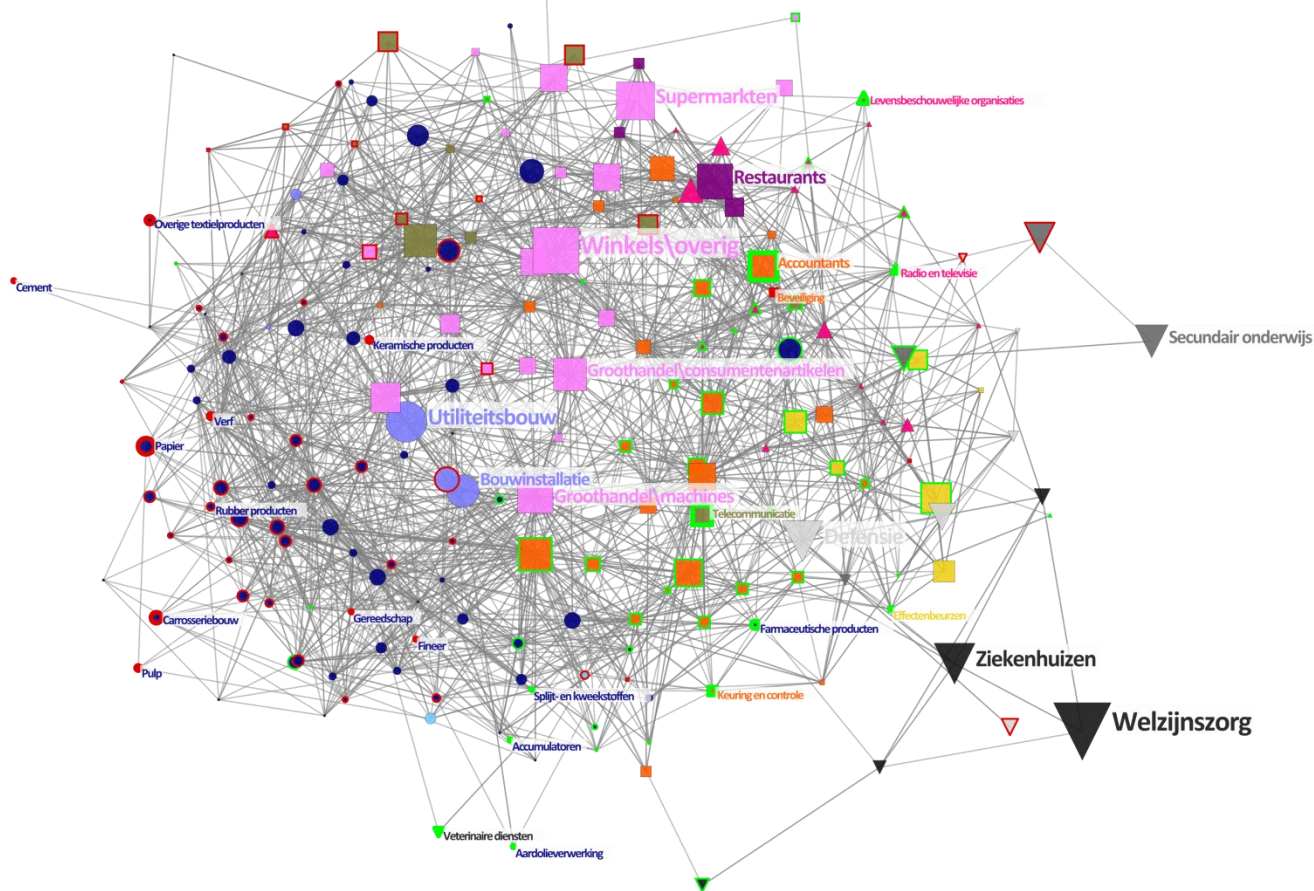 Supermarkten
Levensbeschouwelijke organisaties
Restaurants
Overige textielproducten
Winkels\overig
Accountants
Radio en televisie
Cement
Beveiliging
Secundair onderwijs
Keramische producten
Groothandel\consumentenartikelen
Utiliteitsbouw
Verf
Papier
Bouwinstallatie
Groothandel\machines
Rubber producten
Telecommunicatie
Defensie
Gereedschap
Carrosseriebouw
Effectenbeurzen
Farmaceutische producten
Fineer
Ziekenhuizen
Pulp
Splijt- en kweekstoffen
Keuring en controle
Welzijnszorg
Accumulatoren
Veterinaire diensten
Aardolieverwerking